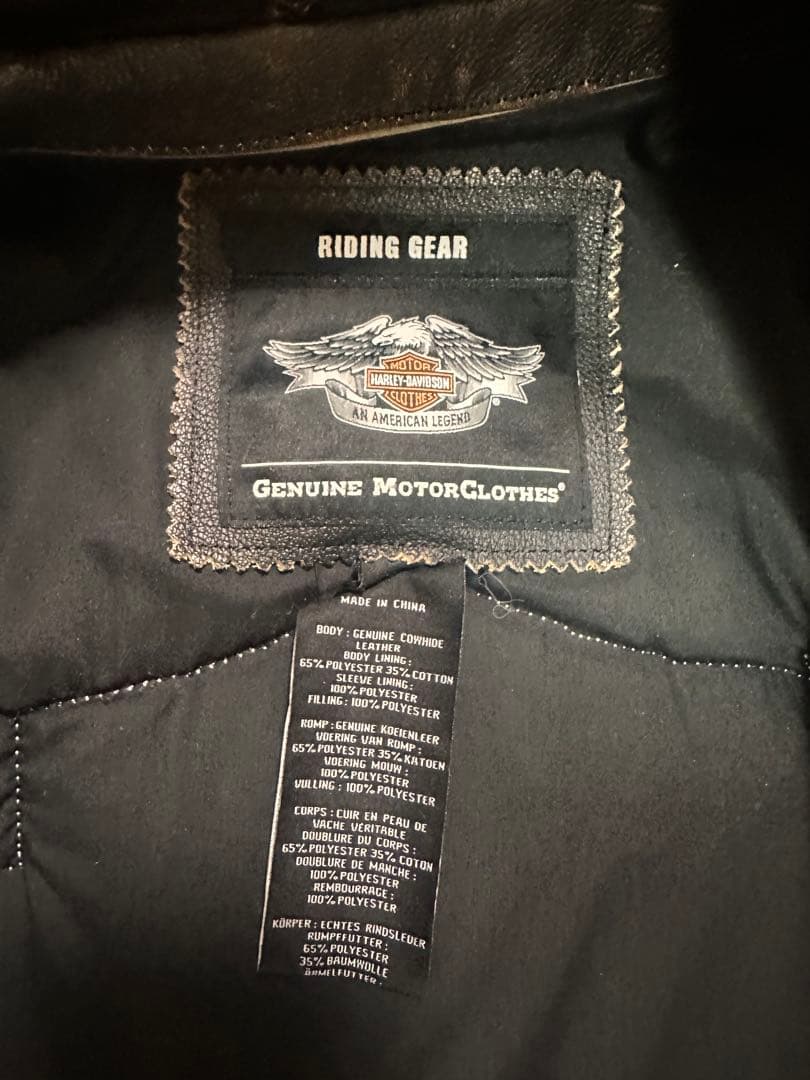 RIDING GEAR
MOTOR
HARLEY-DAVIDSON
CLOTHES
®
AN AMERICAN LEGEND
GENUINE MOTORCLOTHES®
MADE IN CHINA
BODY : GENUINE COWHIDE
LEATHER
BODY LINING :
65% POLYESTER 35% COTTON
SLEEVE LINING :
100% POLYESTER
FILLING : 100% POLYESTER
ROMP : GENUINE KOEIENLEER
VOERING VAN ROMP :
65% POLYESTER 35% KATOEN
VOERING MOUW :
100% POLYESTER
VULLING : 100% POLYESTER
CORPS : CUIR EN PEAU DE
VACHE VÉRITABLE
DOUBLURE DU CORPS :
65% POLYESTER 35% COTON
DOUBLURE DE MANCHE :
100% POLYESTER
REMBOURRAGE :
100% POLYESTER
KÖRPER : ECHTES RINDSLEDER
RUMPFFUTTER :
65% POLYESTER
35% BAUMWOLLE
ÄRMELFUTTER :